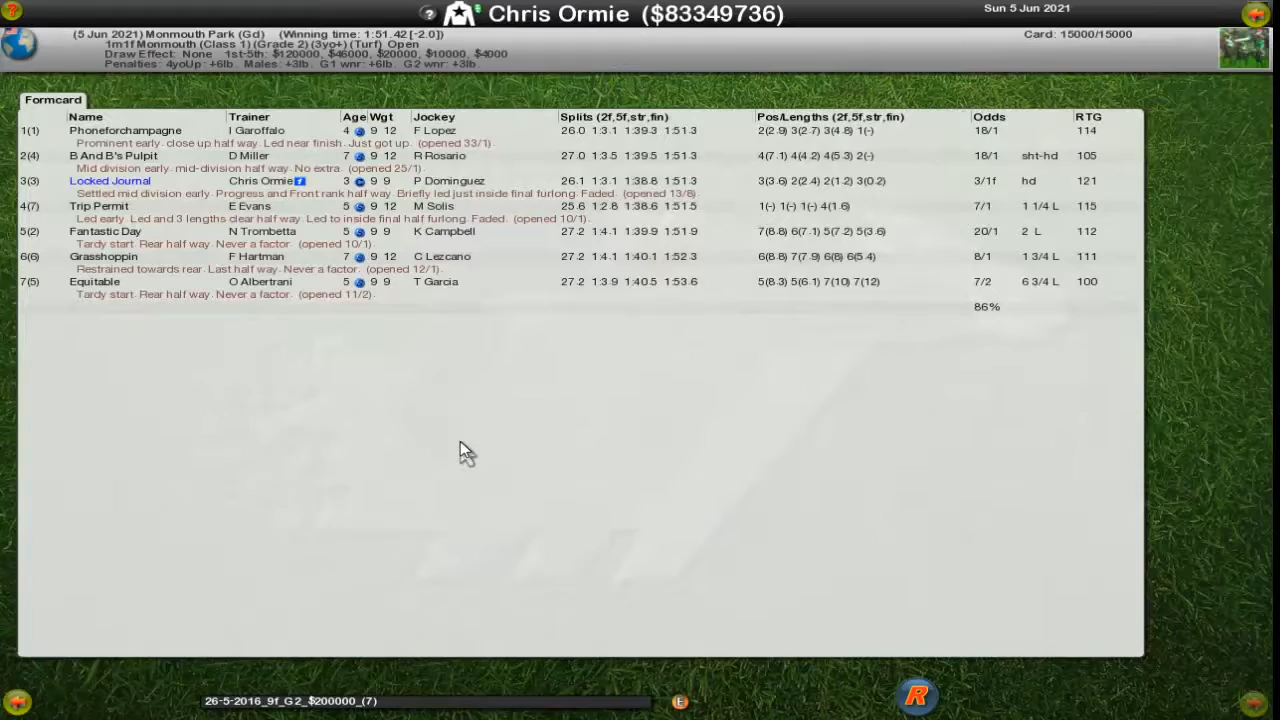 ? ? Chris Ormie ($83349736) Sun 5 Jun 2021
(5 Jun 2021) Monmouth Park (Gd) (Winning time: 1:51.42 [-2.0]) Card: 15000/15000
1m1f Monmouth (Class 1) (Grade 2) (3yo+) (Turf) Open
Draw Effect: None 1st-5th: $120000, $46000, $20000, $10000, $4000
Penalties: 4yoUp: +6lb. Males: +3lb. G1 wnr: +6lb. G2 wnr: +3lb.
Formcard
Name Trainer Age Wgt Jockey Splits (2f,5f,str,fin) Pos/Lengths (2f,5f,str,fin) Odds RTG
1(1) Phoneforchampagne I Garoffalo 4 9 12 F Lopez 26.0 1:3.1 1:39.3 1:51.3 2(2.9) 3(2.7) 3(4.8) 1(-) 18/1 114
Prominent early. close up half way. Led near finish. Just got up. (opened 33/1)
2(4) B And B's Pulpit D Miller 7 9 12 R Rosario 27.0 1:3.5 1:39.5 1:51.3 4(7.1) 4(4.2) 4(5.3) 2(-) 18/1 sht-hd 105
Mid division early. mid-division half way. No extra. (opened 25/1)
3(3) Locked Journal Chris Ormie 3 9 9 P Dominguez 26.1 1:3.1 1:38.8 1:51.3 3(3.6) 2(2.4) 2(1.2) 3(0.2) 3/1f hd 121
Settled mid division early. Progress and Front rank half way. Briefly led just inside final furlong. Faded. (opened 13/8)
4(7) Trip Permit E Evans 5 9 12 M Solis 25.6 1:2.8 1:38.6 1:51.5 1(-) 1(-) 1(-) 4(1.6) 7/1 1 1/4 L 115
Led early. Led and 3 lengths clear half way. Led to inside final half furlong. Faded. (opened 10/1).
5(2) Fantastic Day N Trombetta 5 9 12 K Campbell 27.2 1:4.1 1:39.9 1:51.9 7(8.8) 6(7.1) 5(7.2) 5(3.6) 20/1 2 L 112
Tardy start. Rear half way. Never a factor. (opened 10/1)
6(6) Grasshoppin F Hartman 7 9 12 C Lezcano 27.2 1:4.1 1:40.1 1:52.3 6(8.8) 7(7.9) 6(8) 6(5.4) 8/1 1 3/4 L 111
Restrained towards rear. Last half way. Never a factor. (opened 12/1)
7(5) Equitable O Albertrani 5 9 9 T Garcia 27.2 1:3.9 1:40.5 1:53.6 5(8.3) 5(6.1) 7(10) 7(12) 7/2 6 3/4 L 100
Tardy start. Rear half way. Never a factor. (opened 11/2).
86%
26-5-2016_9f_G2_$200000_(7) E R